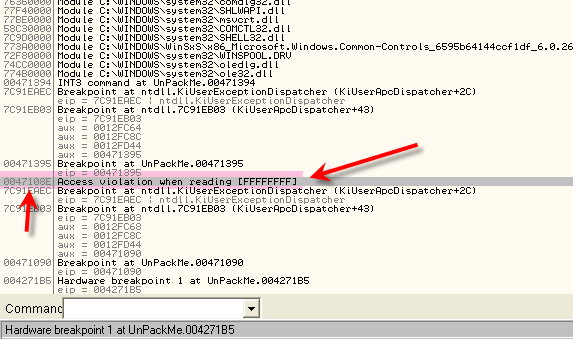 76360000 Module C:\WINDOWS\system32\comdlg32.dll
77F40000 Module C:\WINDOWS\system32\SHLWAPI.dll
77BE0000 Module C:\WINDOWS\system32\msvcrt.dll
58C30000 Module C:\WINDOWS\system32\COMCTL32.dll
7C9D0000 Module C:\WINDOWS\system32\SHELL32.dll
773A0000 Module C:\WINDOWS\WinSxS\x86_Microsoft.Windows.Common-Controls_6595b64144ccf1df_6.0.26
72F80000 Module C:\WINDOWS\system32\WINSPOOL.DRV
74CC0000 Module C:\WINDOWS\system32\oledlg.dll
774B0000 Module C:\WINDOWS\system32\ole32.dll
00471394 INT3 command at UnPackMe.00471394
7C91EAEC Breakpoint at ntdll.KiUserExceptionDispatcher (KiUserApcDispatcher+2C)
eip = 7C91EAEC | ntdll.KiUserExceptionDispatcher
7C91EB03 Breakpoint at ntdll.7C91EB03 (KiUserApcDispatcher+43)
eip = 7C91EB03
aux = 0012FC64
aux = 0012FC8C
aux = 0012FD44
aux = 00471395
00471395 Breakpoint at UnPackMe.00471395
eip = 00471395
0047108E Access violation when reading [FFFFFFFF]
7C91EAEC Breakpoint at ntdll.KiUserExceptionDispatcher (KiUserApcDispatcher+2C)
eip = 7C91EAEC | ntdll.KiUserExceptionDispatcher
7C91EB03 Breakpoint at ntdll.7C91EB03 (KiUserApcDispatcher+43)
eip = 7C91EB03
aux = 0012FC68
aux = 0012FC8C
aux = 0012FD44
aux = 00471090
00471090 Breakpoint at UnPackMe.00471090
eip = 00471090
004271B5 Hardware breakpoint 1 at UnPackMe.004271B5
eip = 004271B5
Command
Hardware breakpoint 1 at UnPackMe.004271B5